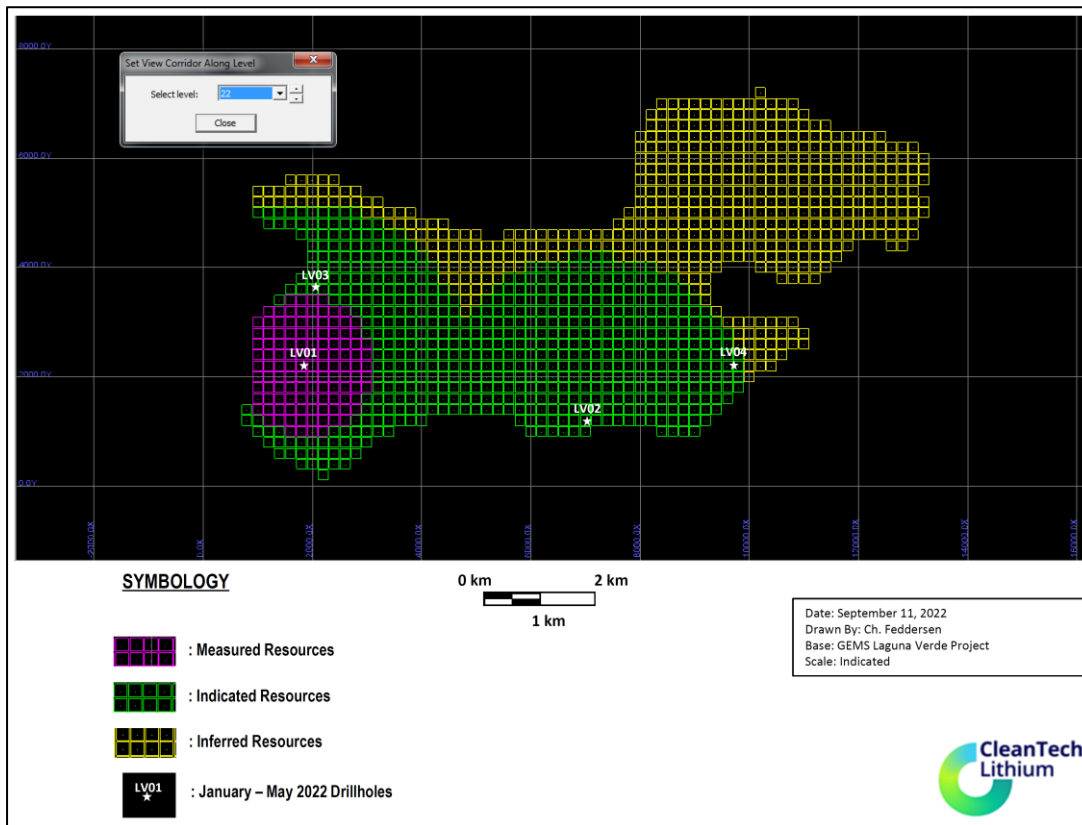 8000.0Y
Set View Corridor Along Level
Select level: 22
Close
6000.0Y
4000.0Y
LV03
LV01
LV04
2000.0Y
LV02
0.0Y
-2000.0X 0.0X 2000.0X 4000.0X 6000.0X 8000.0X 10000.0X 12000.0X 14000.0X 16000.0X
SYMBOLOGY
0 km 2 km
1 km
Date: September 11, 2022
Drawn By: Ch. Feddersen
Base: GEMS Laguna Verde Project
Scale: Indicated
: Measured Resources
: Indicated Resources
: Inferred Resources
LV01
: January – May 2022 Drillholes
CleanTech
Lithium